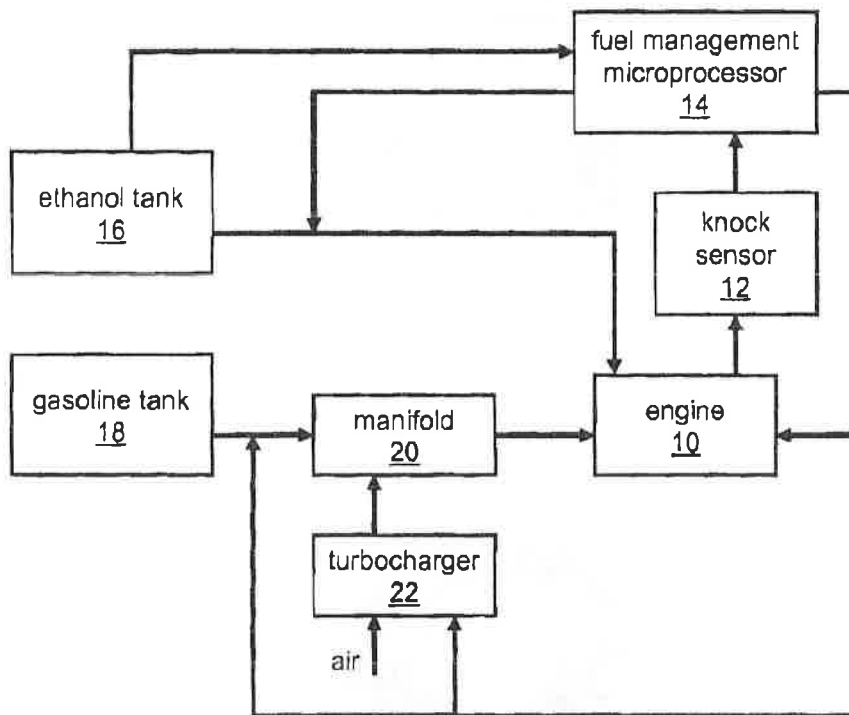 fuel management
microprocessor
14
ethanol tank
16
knock
sensor
12
gasoline tank
18
manifold
20
engine
10
turbocharger
22
air